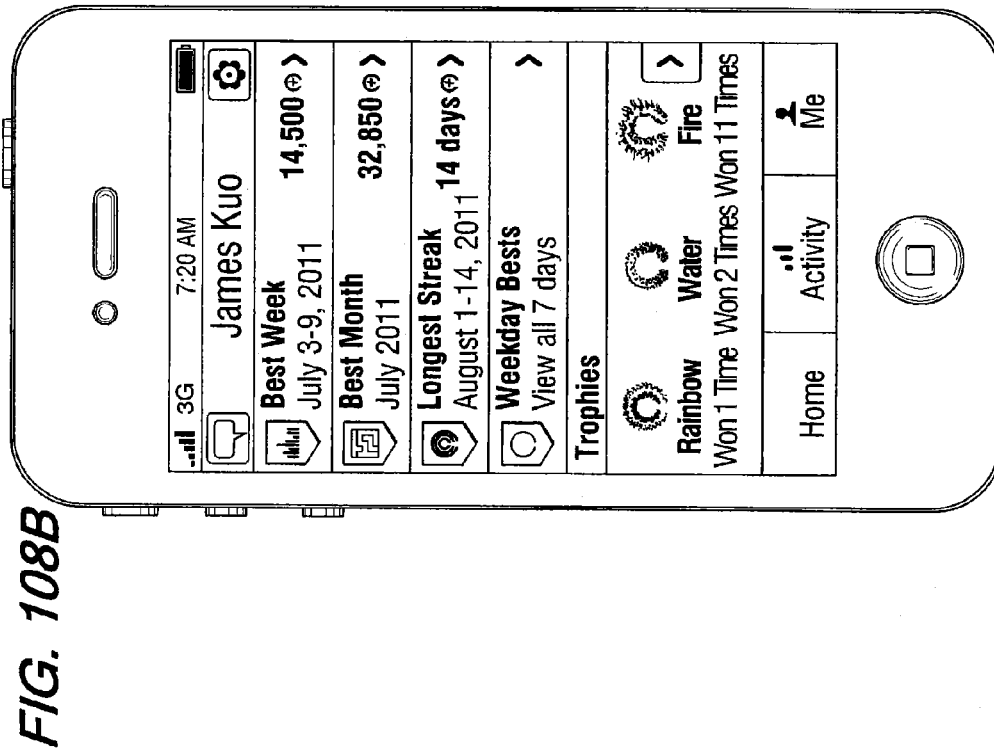 FIG. 108B
3G 7:20 AM
James Kuo
Best Week
July 3-9, 2011
14,500
Best Month
July 2011
32,850
Longest Streak
August 1-14, 2011
14 days
Weekday Bests
View all 7 days
Trophies
Rainbow Water Fire
Won 1 Time Won 2 Times Won 11 Times
Home Activity Me